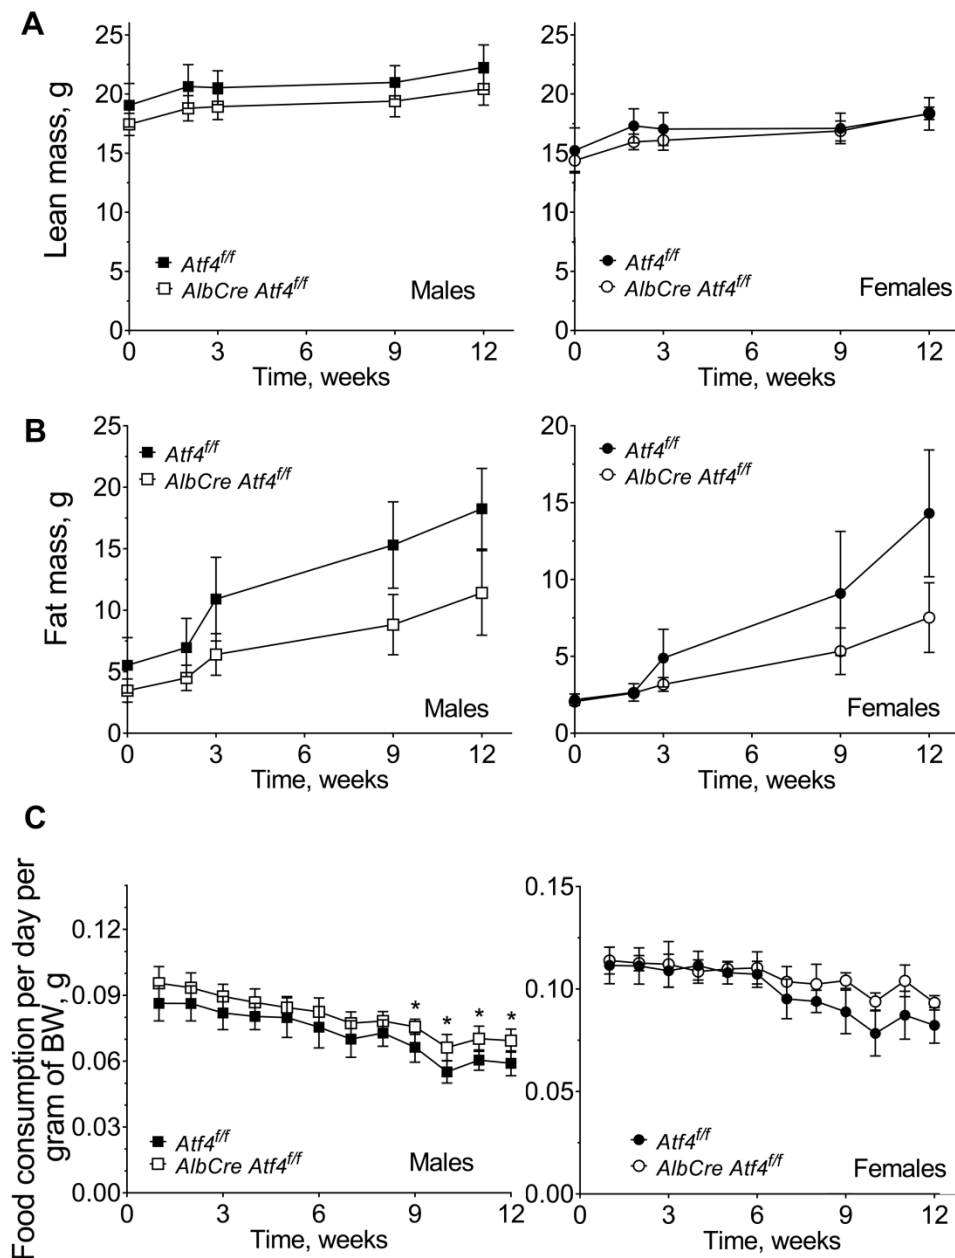 A
Lean mass, g
25
20
15
10
5
0
Atf4f/f
AlbCre Atf4f/f
Males
0 3 6 9 12
Time, weeks
25
20
15
10
5
0
Atf4f/f
AlbCre Atf4f/f
Females
0 3 6 9 12
Time, weeks
B
Fat mass, g
25
20
15
10
5
0
Atf4f/f
AlbCre Atf4f/f
Males
0 3 6 9 12
Time, weeks
20
15
10
5
0
Atf4f/f
AlbCre Atf4f/f
Females
0 3 6 9 12
Time, weeks
C
Food consumption per day per
gram of BW, g
0.12
0.09
0.06
0.03
0.00
* * * *
Atf4f/f
AlbCre Atf4f/f
Males
0 3 6 9 12
Time, weeks
0.15
0.10
0.05
0.00
Atf4f/f
AlbCre Atf4f/f
Females
0 3 6 9 12
Time, weeks